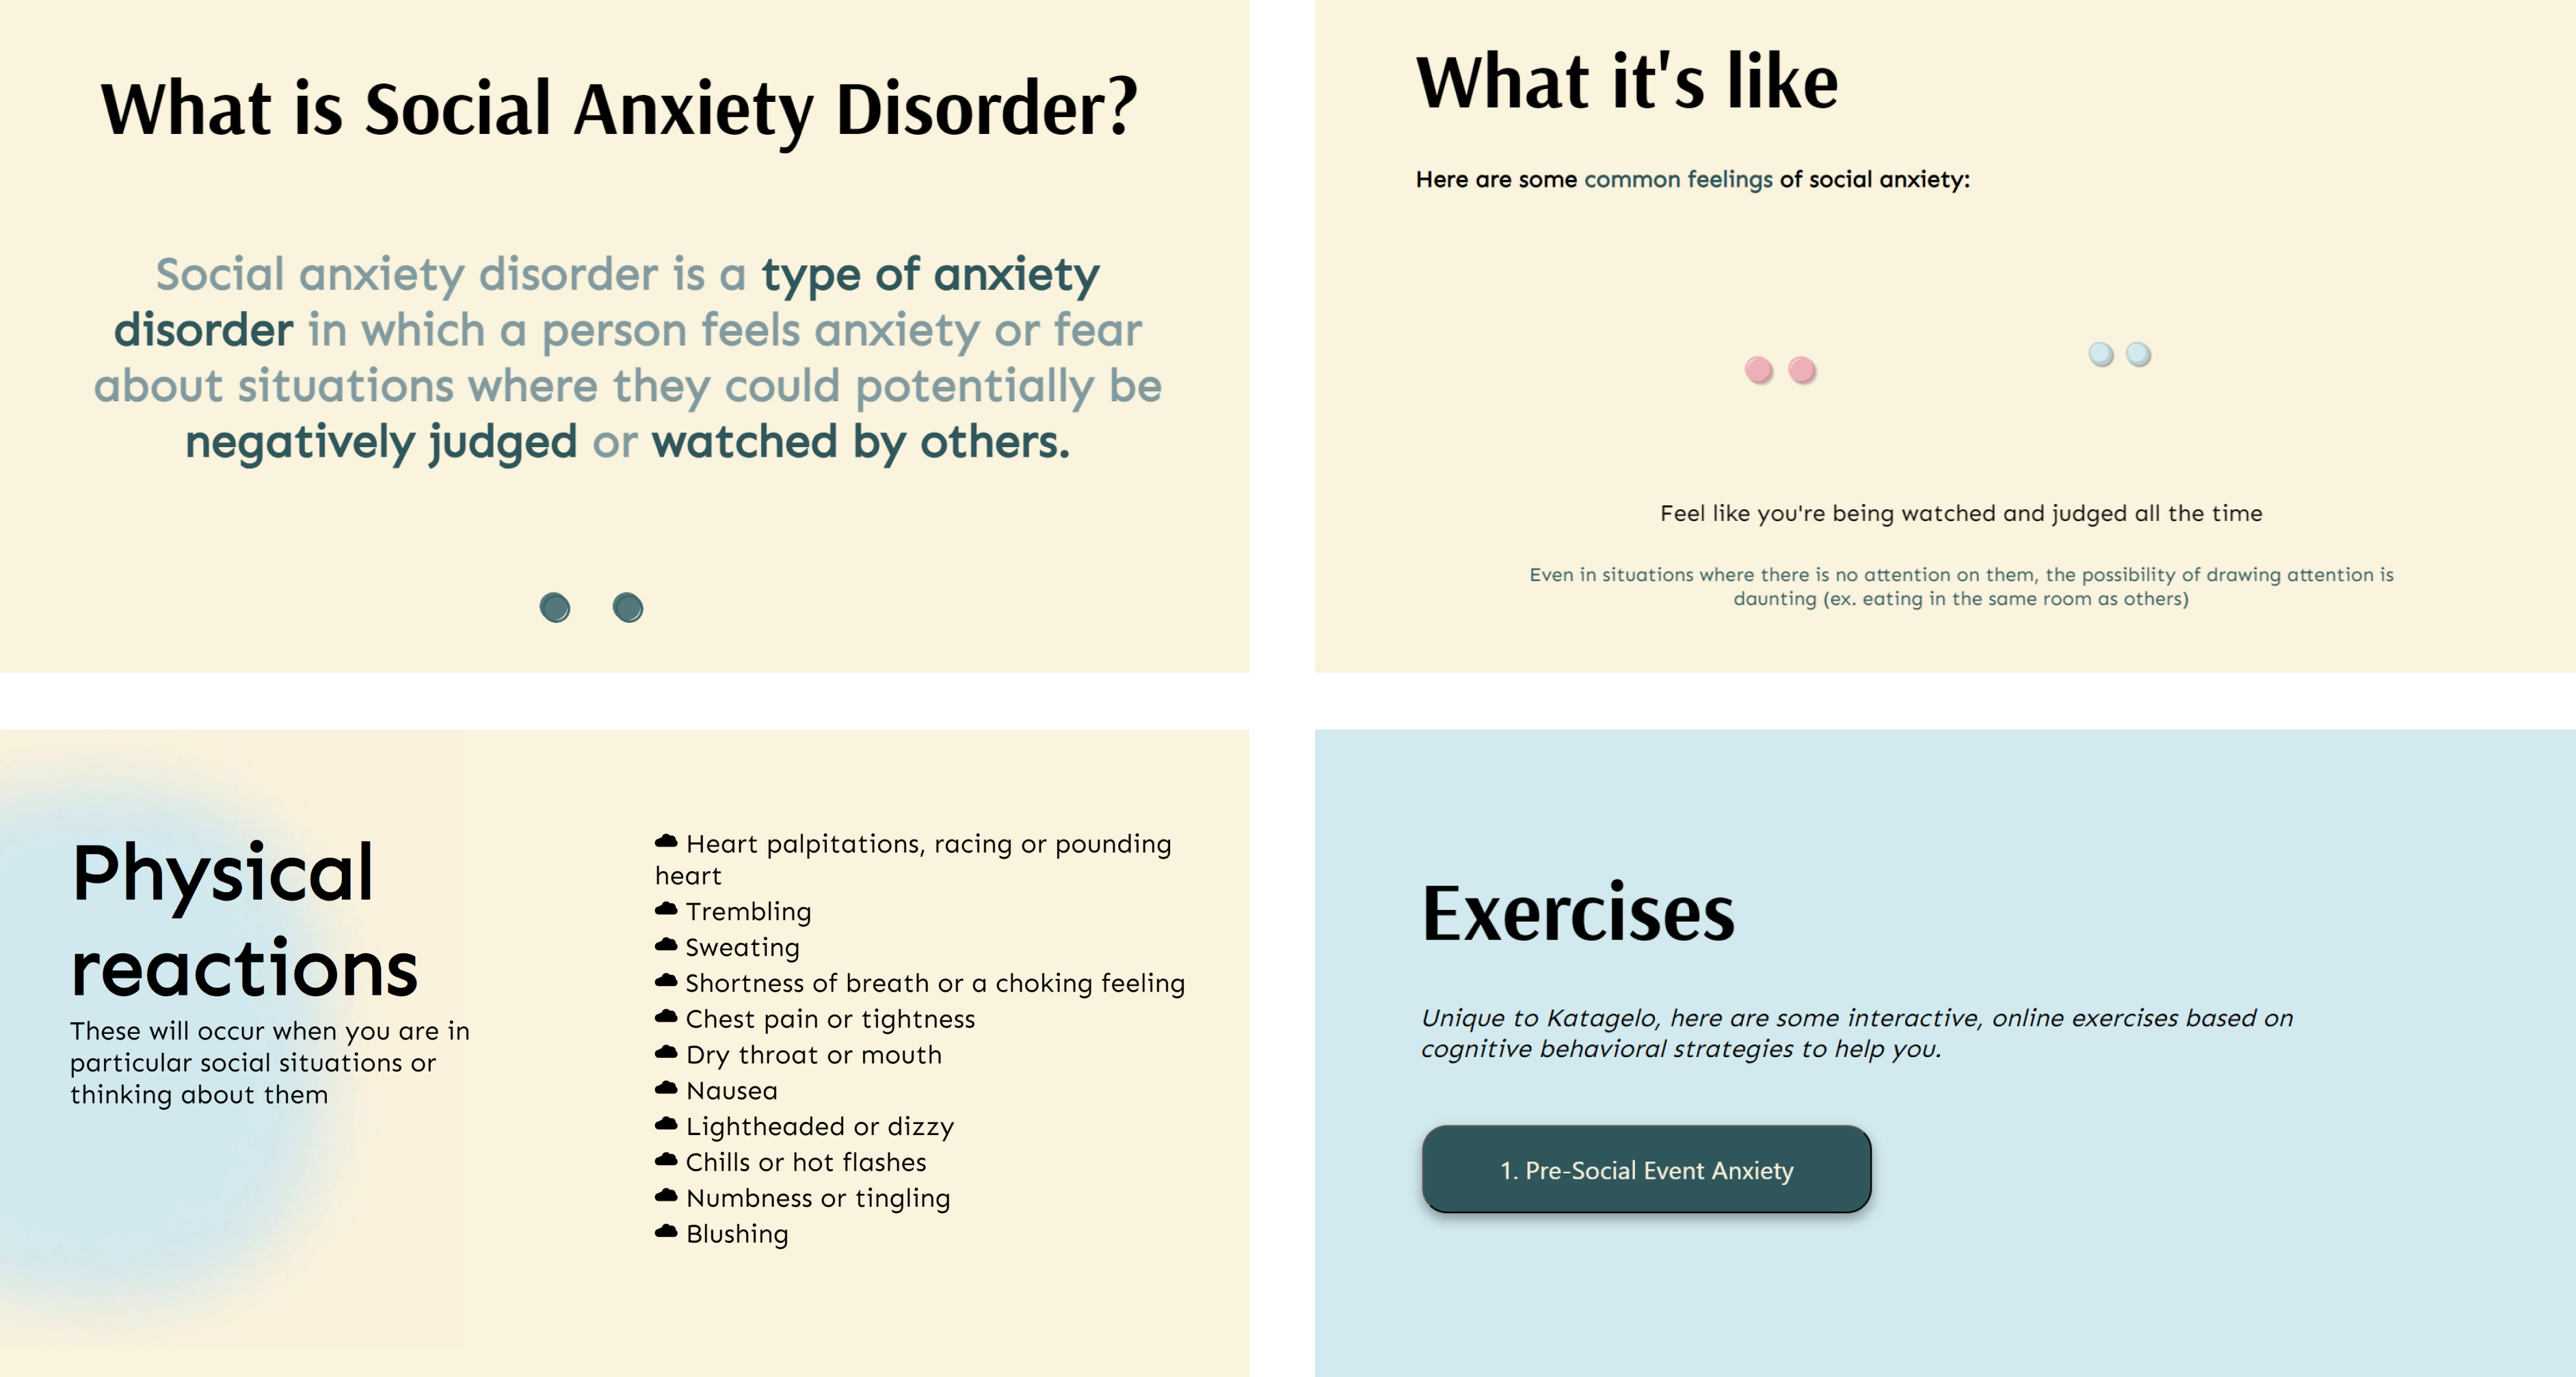 What is Social Anxiety Disorder?
Social anxiety disorder is a type of anxiety
disorder in which a person feels anxiety or fear
about situations where they could potentially be
negatively judged or watched by others.
What it's like
Here are some common feelings of social anxiety:
Feel like you're being watched and judged all the time
Even in situations where there is no attention on them, the possibility of drawing attention is
daunting (ex. eating in the same room as others)
Physical
reactions
These will occur when you are in
particular social situations or
thinking about them
Heart palpitations, racing or pounding
heart
Trembling
Sweating
Shortness of breath or a choking feeling
Chest pain or tightness
Dry throat or mouth
Nausea
Lightheaded or dizzy
Chills or hot flashes
Numbness or tingling
Blushing
Exercises
Unique to Katagelo, here are some interactive, online exercises based on
cognitive behavioral strategies to help you.
1. Pre-Social Event Anxiety